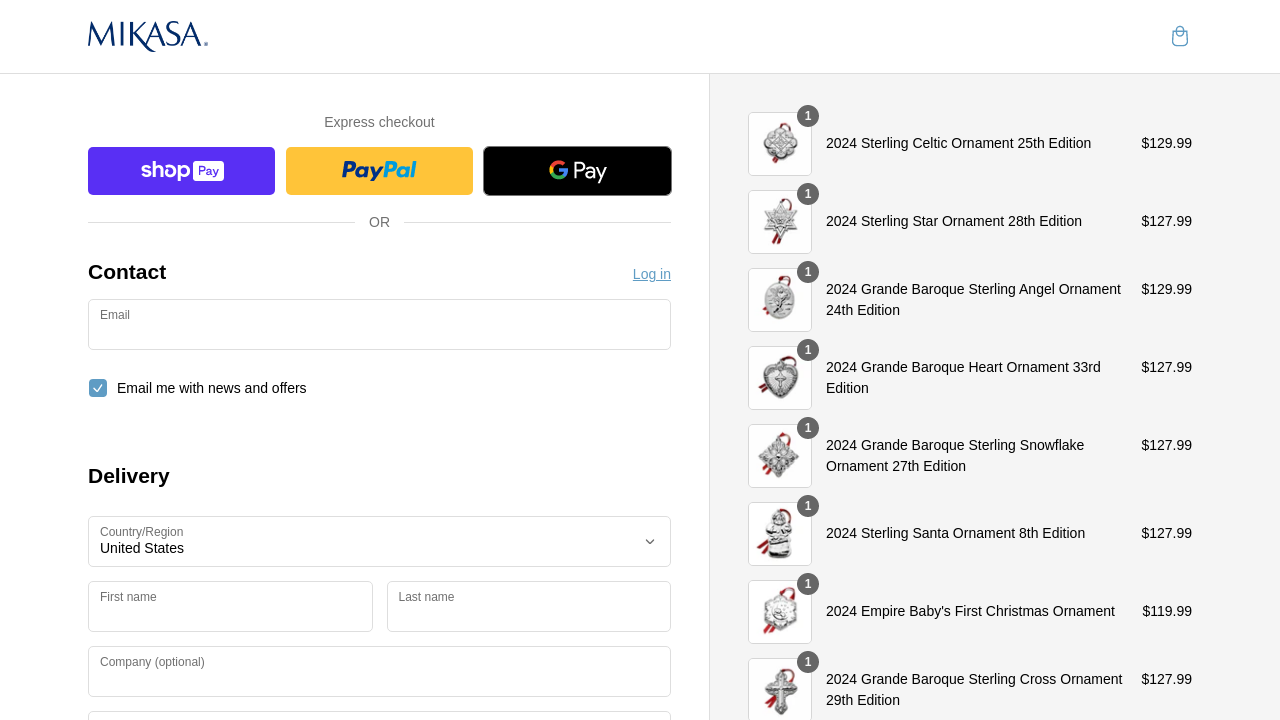 MIKASA
Express checkout
shop Pay
PayPal
G Pay
OR
Contact
Log in
Email
Email me with news and offers
Delivery
Country/Region
United States
First name
Last name
Company (optional)
1
2024 Sterling Celtic Ornament 25th Edition
$129.99
1
2024 Sterling Star Ornament 28th Edition
$127.99
1
2024 Grande Baroque Sterling Angel Ornament
24th Edition
$129.99
1
2024 Grande Baroque Heart Ornament 33rd
Edition
$127.99
1
2024 Grande Baroque Sterling Snowflake
Ornament 27th Edition
$127.99
1
2024 Sterling Santa Ornament 8th Edition
$127.99
1
2024 Empire Baby's First Christmas Ornament
$119.99
1
2024 Grande Baroque Sterling Cross Ornament
29th Edition
$127.99